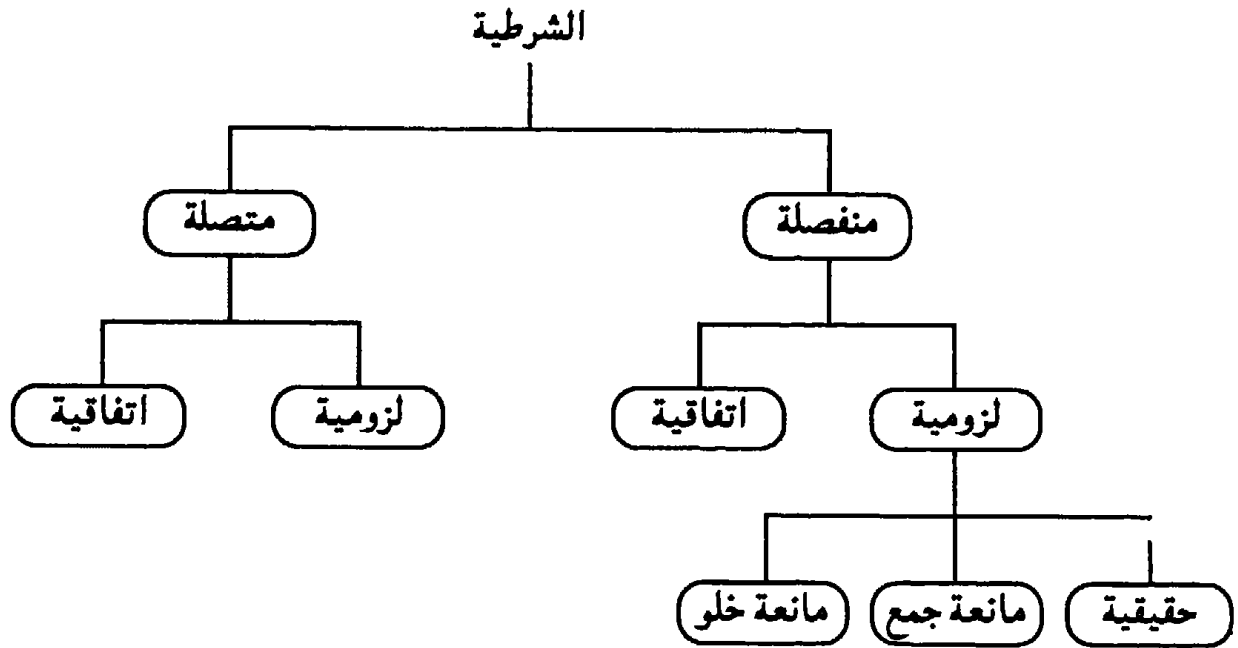 الشرطية
منفصلة
متصلة
لزومية
اتفاقية
لزومية
اتفاقية
حقيقية
مانعة جمع
مانعة خلو